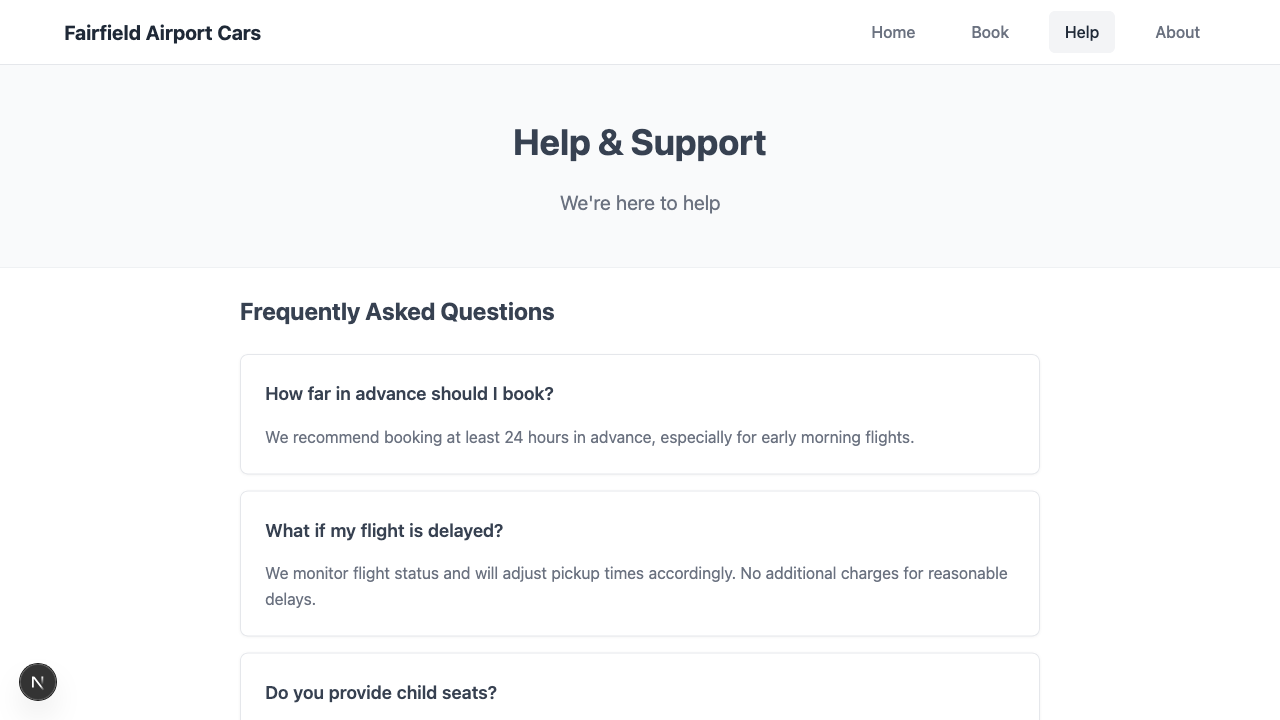 Fairfield Airport Cars
Home
Book
Help
About
Help & Support
We're here to help
Frequently Asked Questions
How far in advance should I book?
We recommend booking at least 24 hours in advance, especially for early morning flights.
What if my flight is delayed?
We monitor flight status and will adjust pickup times accordingly. No additional charges for reasonable
delays.
Do you provide child seats?
N